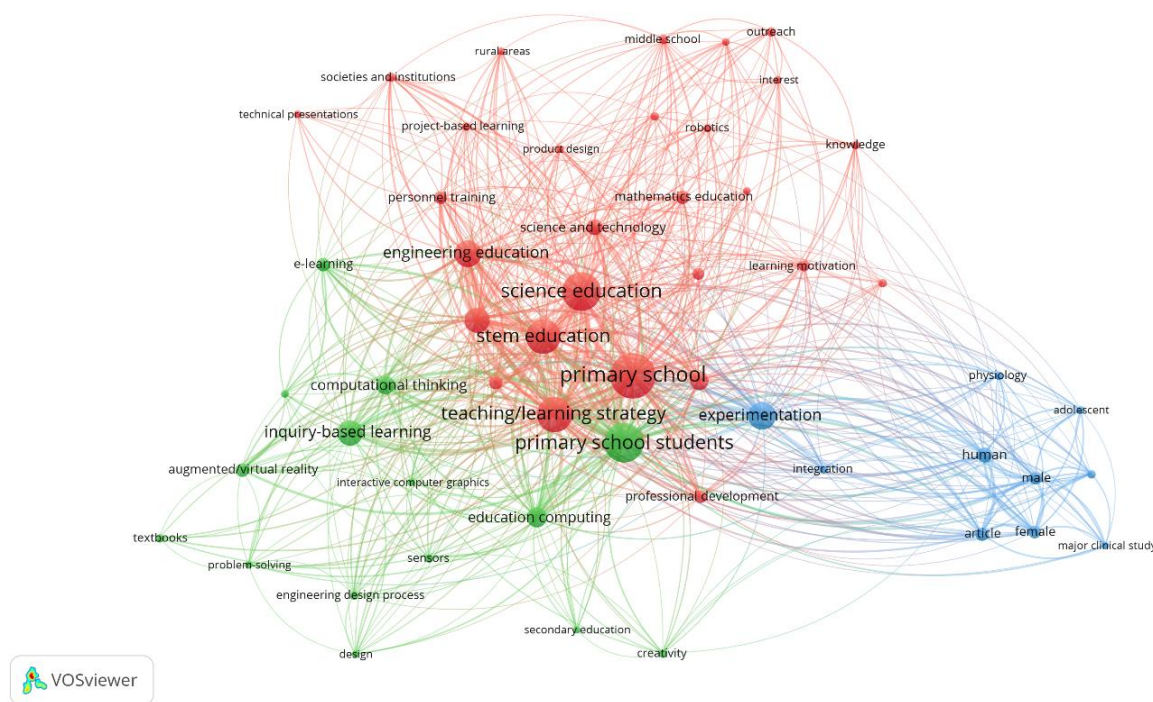 outreach
middle school
rural areas
societies and institutions
interest
technical presentations
project-based learning
robotics
product design
knowledge
personnel training
mathematics education
science and technology
engineering education
e-learning
learning motivation
science education
stem education
primary school
physiology
computational thinking
adolescent
teaching/learning strategy
experimentation
inquiry-based learning
primary school students
human
augmented/virtual reality
integration
male
interactive computer graphics
professional development
education computing
article
female
textbooks
major clinical study
sensors
problem-solving
engineering design process
secondary education
design
creativity
VOSviewer